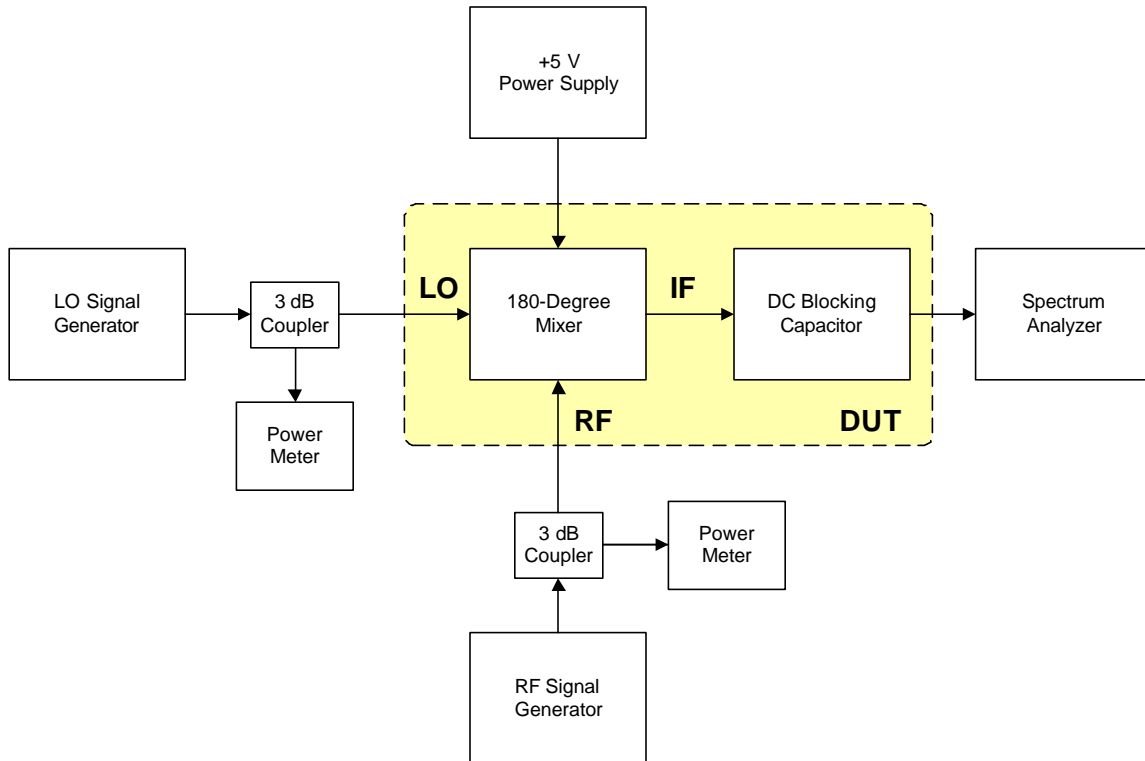 +5 V
Power Supply
LO Signal
Generator
3 dB
Coupler
LO
180-Degree
Mixer
IF
DC Blocking
Capacitor
Spectrum
Analyzer
Power
Meter
RF
DUT
3 dB
Coupler
Power
Meter
RF Signal
Generator